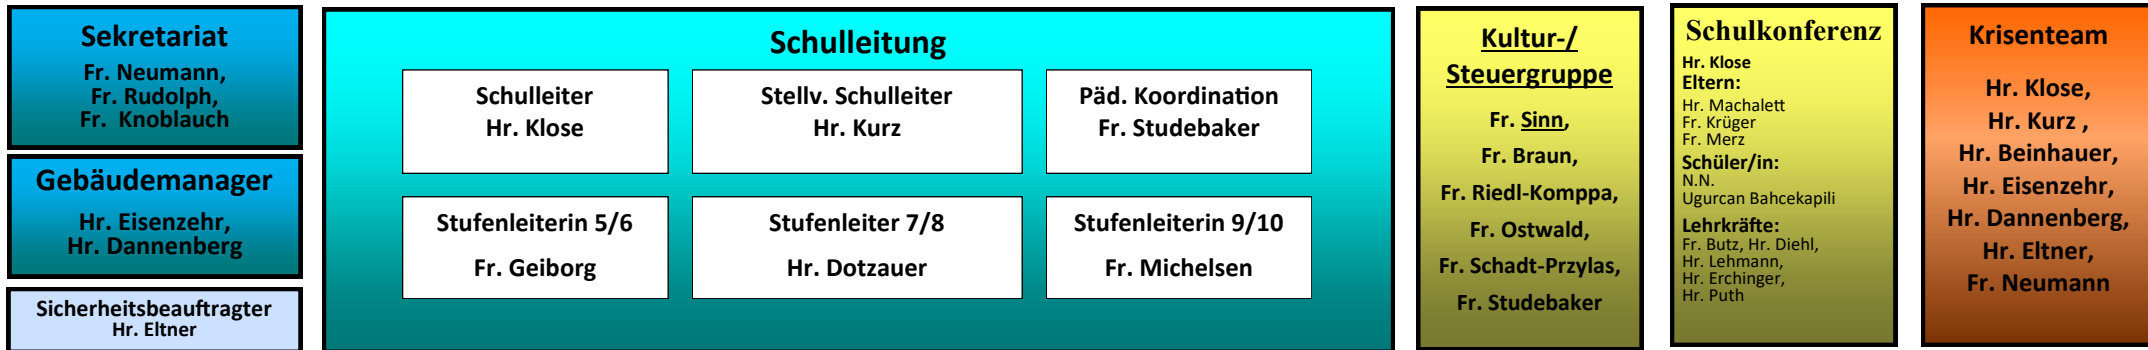 Sekretariat
Fr. Neumann,
Fr. Rudolph,
Fr. Knoblauch
Gebäudemanager
Hr. Eisenzehr,
Hr. Dannenberg
Sicherheitsbeauftragter
Hr. Eltner
Schulleitung
Schulleiter
Hr. Klose
Stellv. Schulleiter
Hr. Kurz
Päd. Koordination
Fr. Studebaker
Stufenleiterin 5/6
Fr. Geiborg
Stufenleiter 7/8
Hr. Dotzauer
Stufenleiterin 9/10
Fr. Michelsen
Kultur-/
Steuergruppe
Fr. Sinn,
Fr. Braun,
Fr. Riedl-Komppa,
Fr. Ostwald,
Fr. Schadt-Przylas,
Fr. Studebaker
Schulkonferenz
Hr. Klose
Eltern:
Hr. Machalett
Fr. Krüger
Fr. Merz
Schüler/in:
N.N.
Ugurcan Bahcekapili
Lehrkräfte:
Fr. Butz, Hr. Diehl,
Hr. Lehmann,
Hr. Erchinger,
Hr. Puth
Krisenteam
Hr. Klose,
Hr. Kurz ,
Hr. Beinhauer,
Hr. Eisenzehr,
Hr. Dannenberg,
Hr. Eltner,
Fr. Neumann